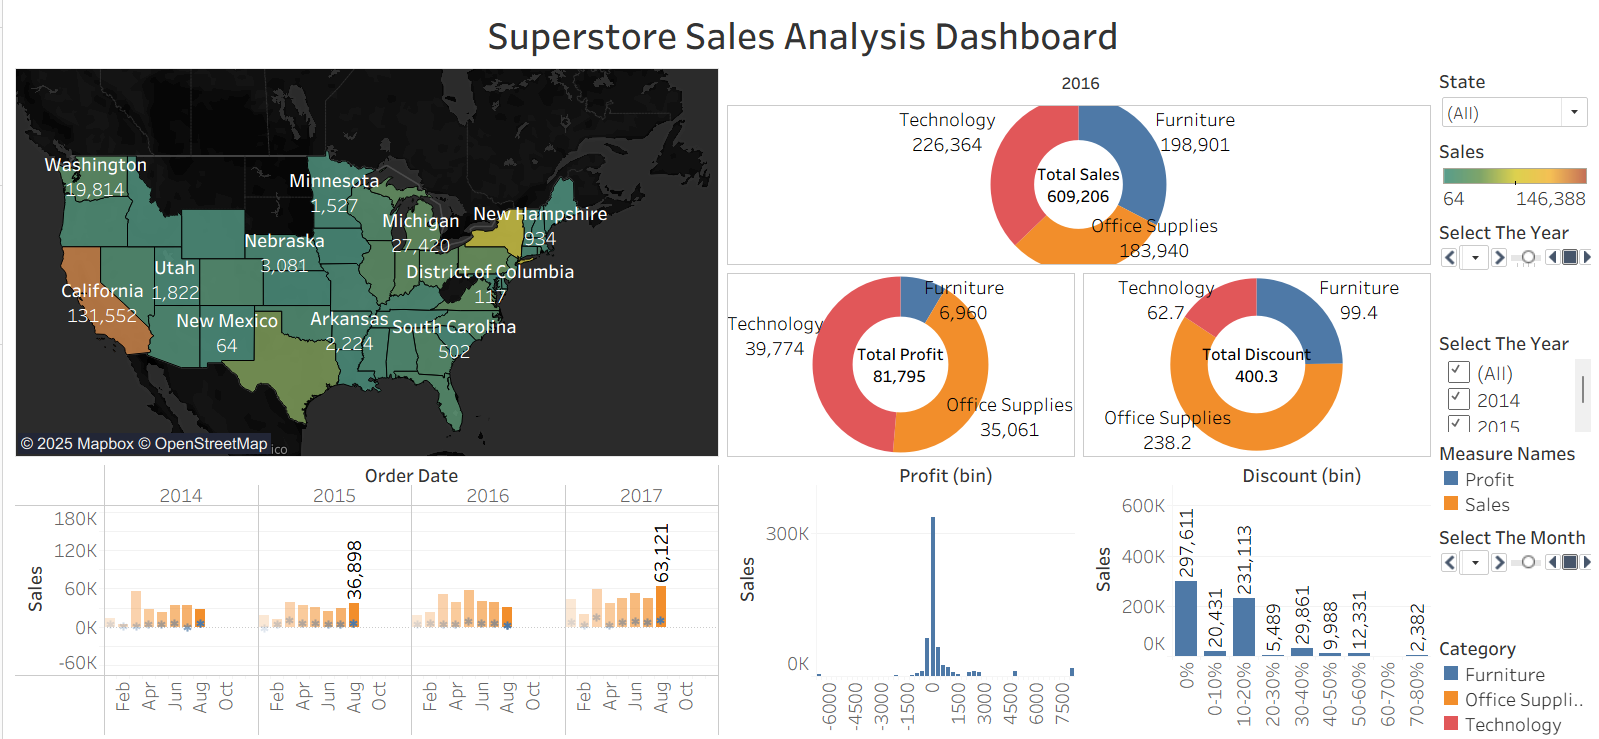 Superstore Sales Analysis Dashboard
Washington
19,814
Minnesota
1,527
Michigan
27,420
New Hampshire
934
Nebraska
3,081
District of Columbia
117
Utah
1,822
California
131,552
New Mexico
64
Arkansas
2,224
South Carolina
502
© 2025 Mapbox © OpenStreetMap
ico
2016
Technology
226,364
Furniture
198,901
Total Sales
609,206
Office Supplies
183,940
Furniture
6,960
Technology
39,774
Total Profit
81,795
Office Supplies
35,061
Technology
62.7
Furniture
99.4
Total Discount
400.3
Office Supplies
238.2
State
(All)
Sales
64 146,388
Select The Year
Select The Year
(All)
2014
2015
Measure Names
Profit
Sales
Select The Month
Category
Furniture
Office Suppli..
Technology
Order Date
2014 2015 2016 2017
Sales
180K
120K
60K
0K
-60K
36,898
63,121
Feb Apr Jun Aug Oct Feb Apr Jun Aug Oct Feb Apr Jun Aug Oct Feb Apr Jun Aug Oct
Profit (bin)
Sales
300K
0K
-6000 -4500 -3000 -1500 0 1500 3000 4500 6000 7500
Discount (bin)
Sales
600K
400K
200K
0K
297,611 20,431 231,113 5,489 29,861 9,988 12,331 2,382
0% 0-10% 10-20% 20-30% 30-40% 40-50% 50-60% 60-70% 70-80%